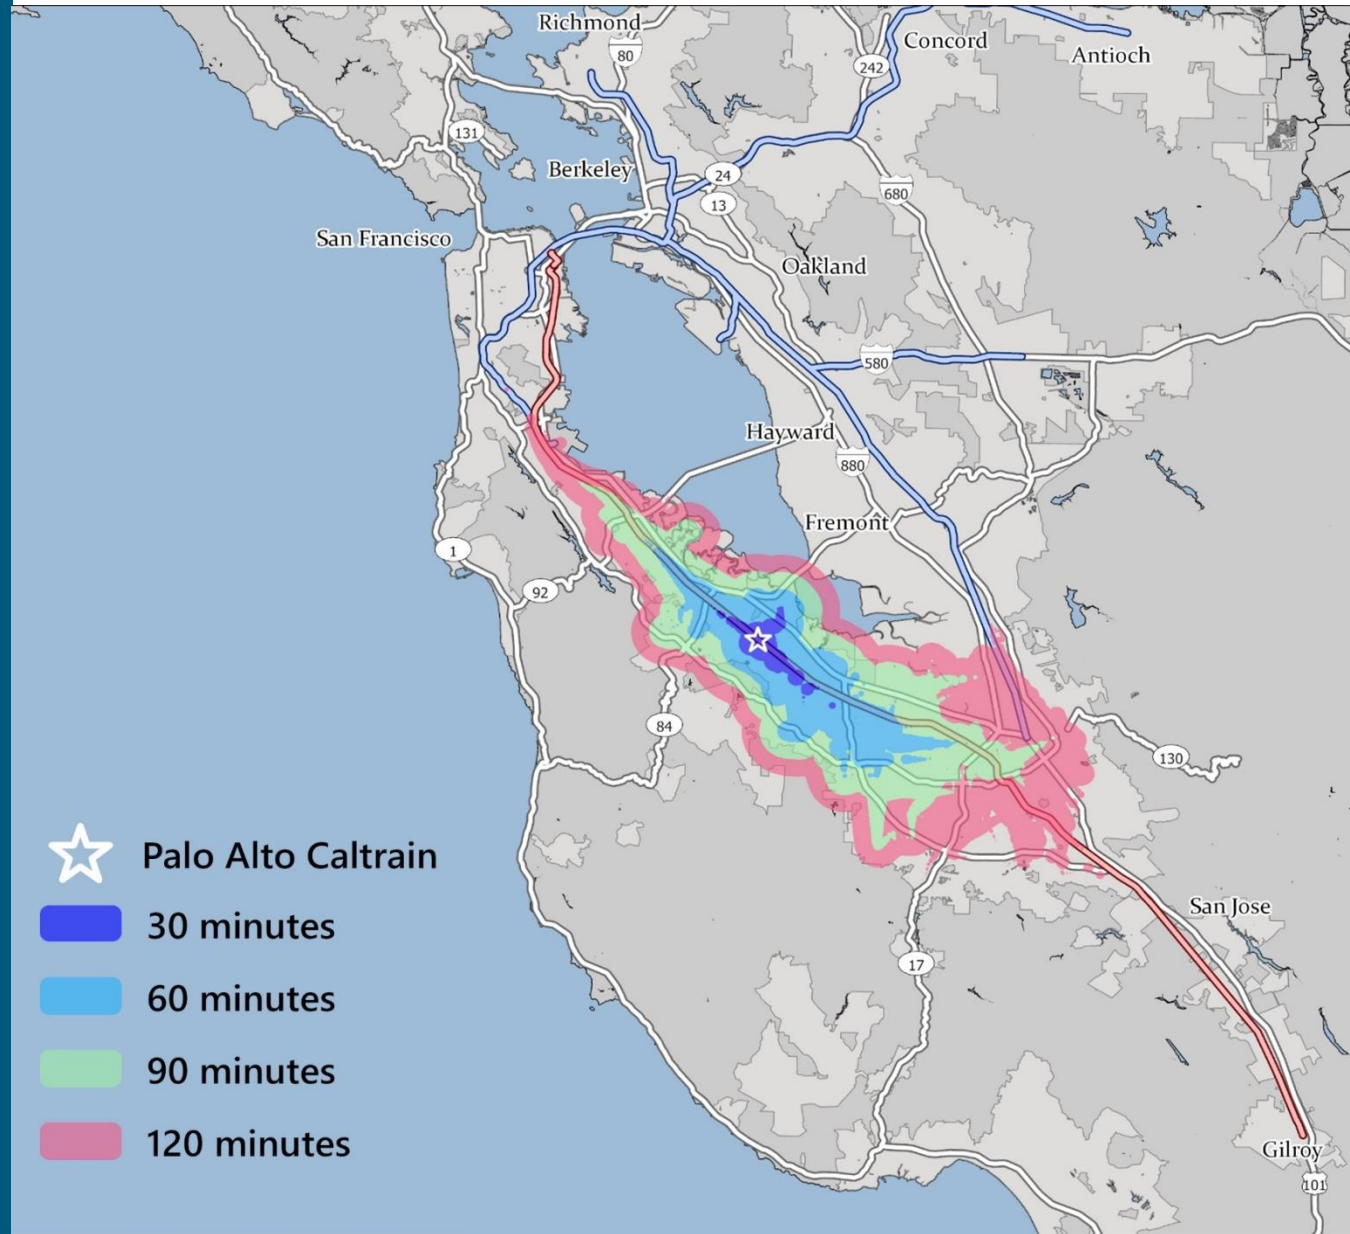 Richmond
80
Concord
242
Antioch
131
Berkeley
24
680
13
San Francisco
Oakland
580
Hayward
880
Fremont
1
92
84
130
Palo Alto Caltrain
San Jose
30 minutes
17
60 minutes
90 minutes
120 minutes
Gilroy
101